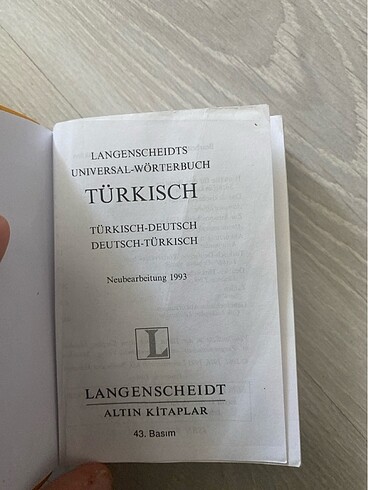 LANGENSCHEIDTS
UNIVERSAL-WÖRTERBUCH
TÜRKISCH
TÜRKISCH-DEUTSCH
DEUTSCH-TÜRKISCH
Neubearbeitung 1993
L
LANGENSCHEIDT
ALTIN KİTAPLAR
43. Basım